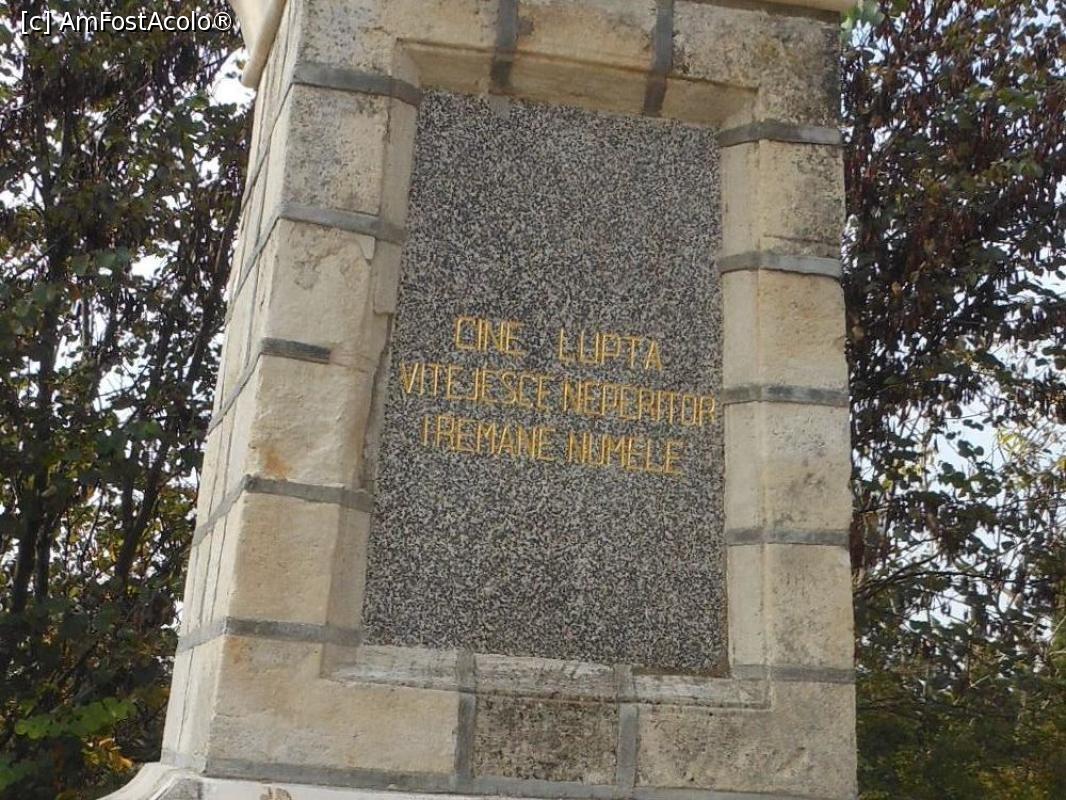 [c] AmFostAcolo®
CINE LUPTA
VITEJESCE NEPERITOR
I REMANE NUMELE